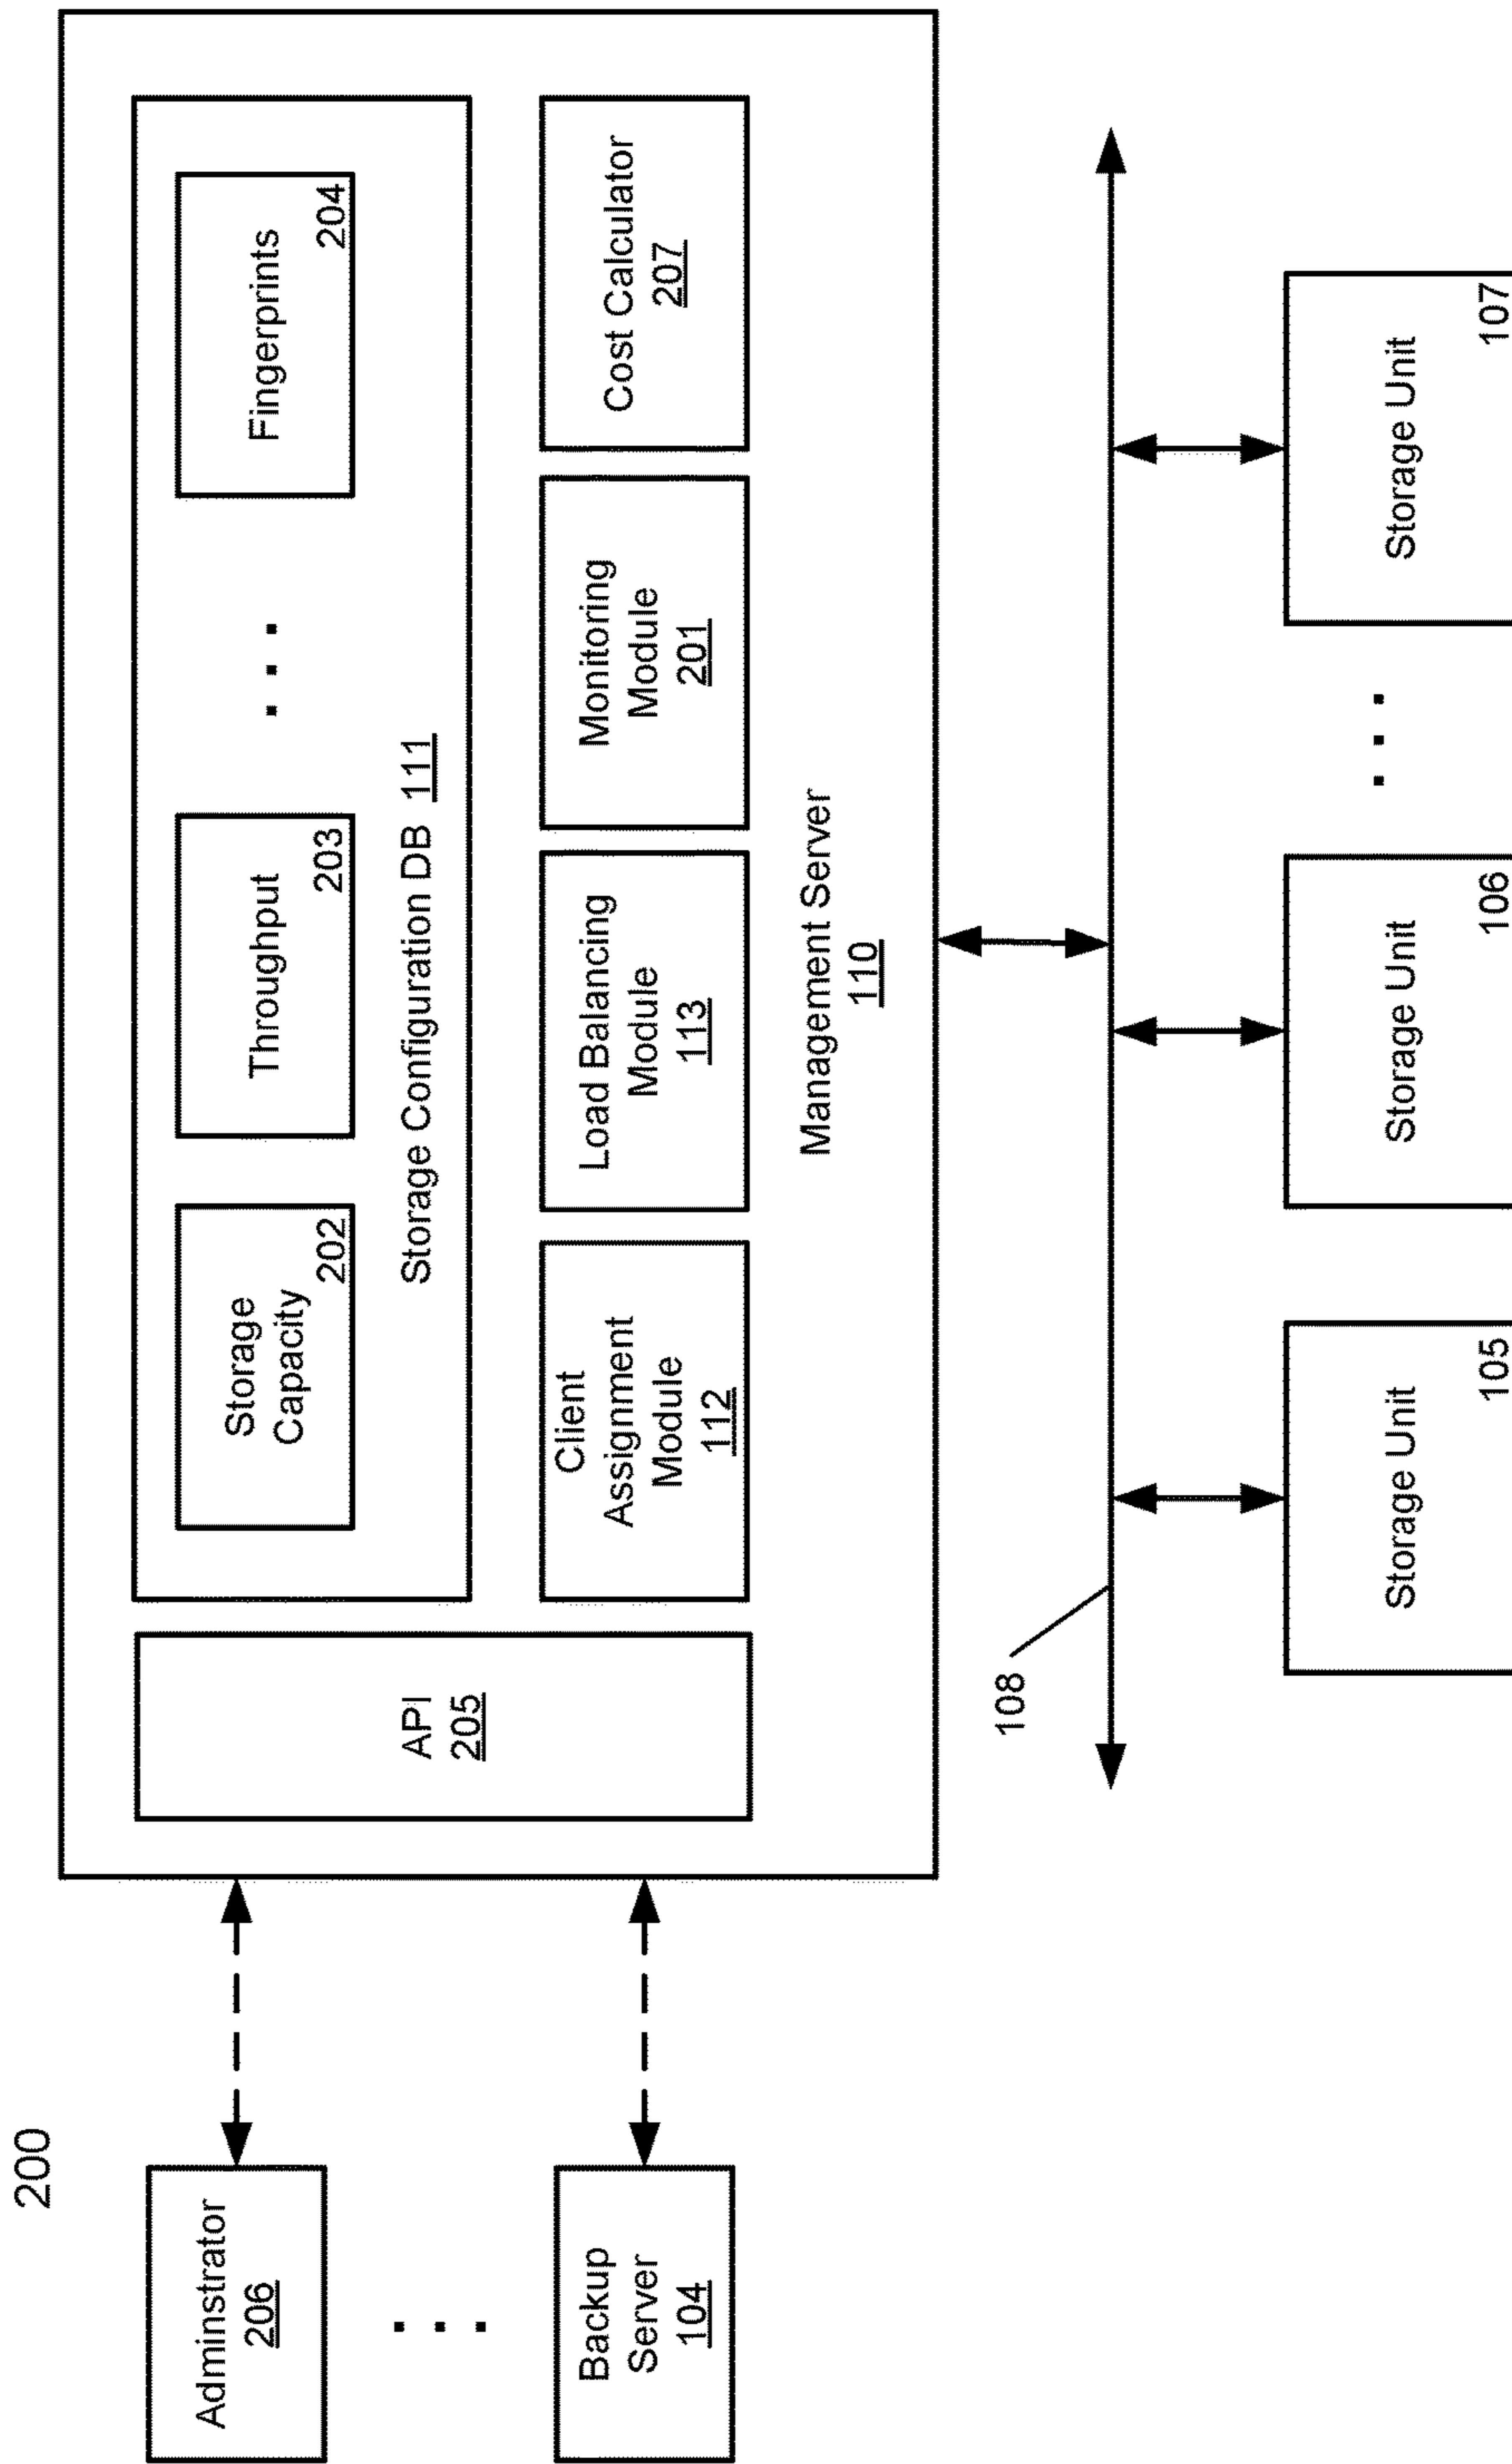 200
Adminstrator
206
. . .
Backup
Server
104
API
205
Storage
Capacity
202
Throughput
203
. . .
Fingerprints
204
Storage Configuration DB 111
Client
Assignment
Module
112
Load Balancing
Module
113
Monitoring
Module
201
Cost Calculator
207
Management Server
110
108
Storage Unit
105
Storage Unit
106
. . .
Storage Unit
107